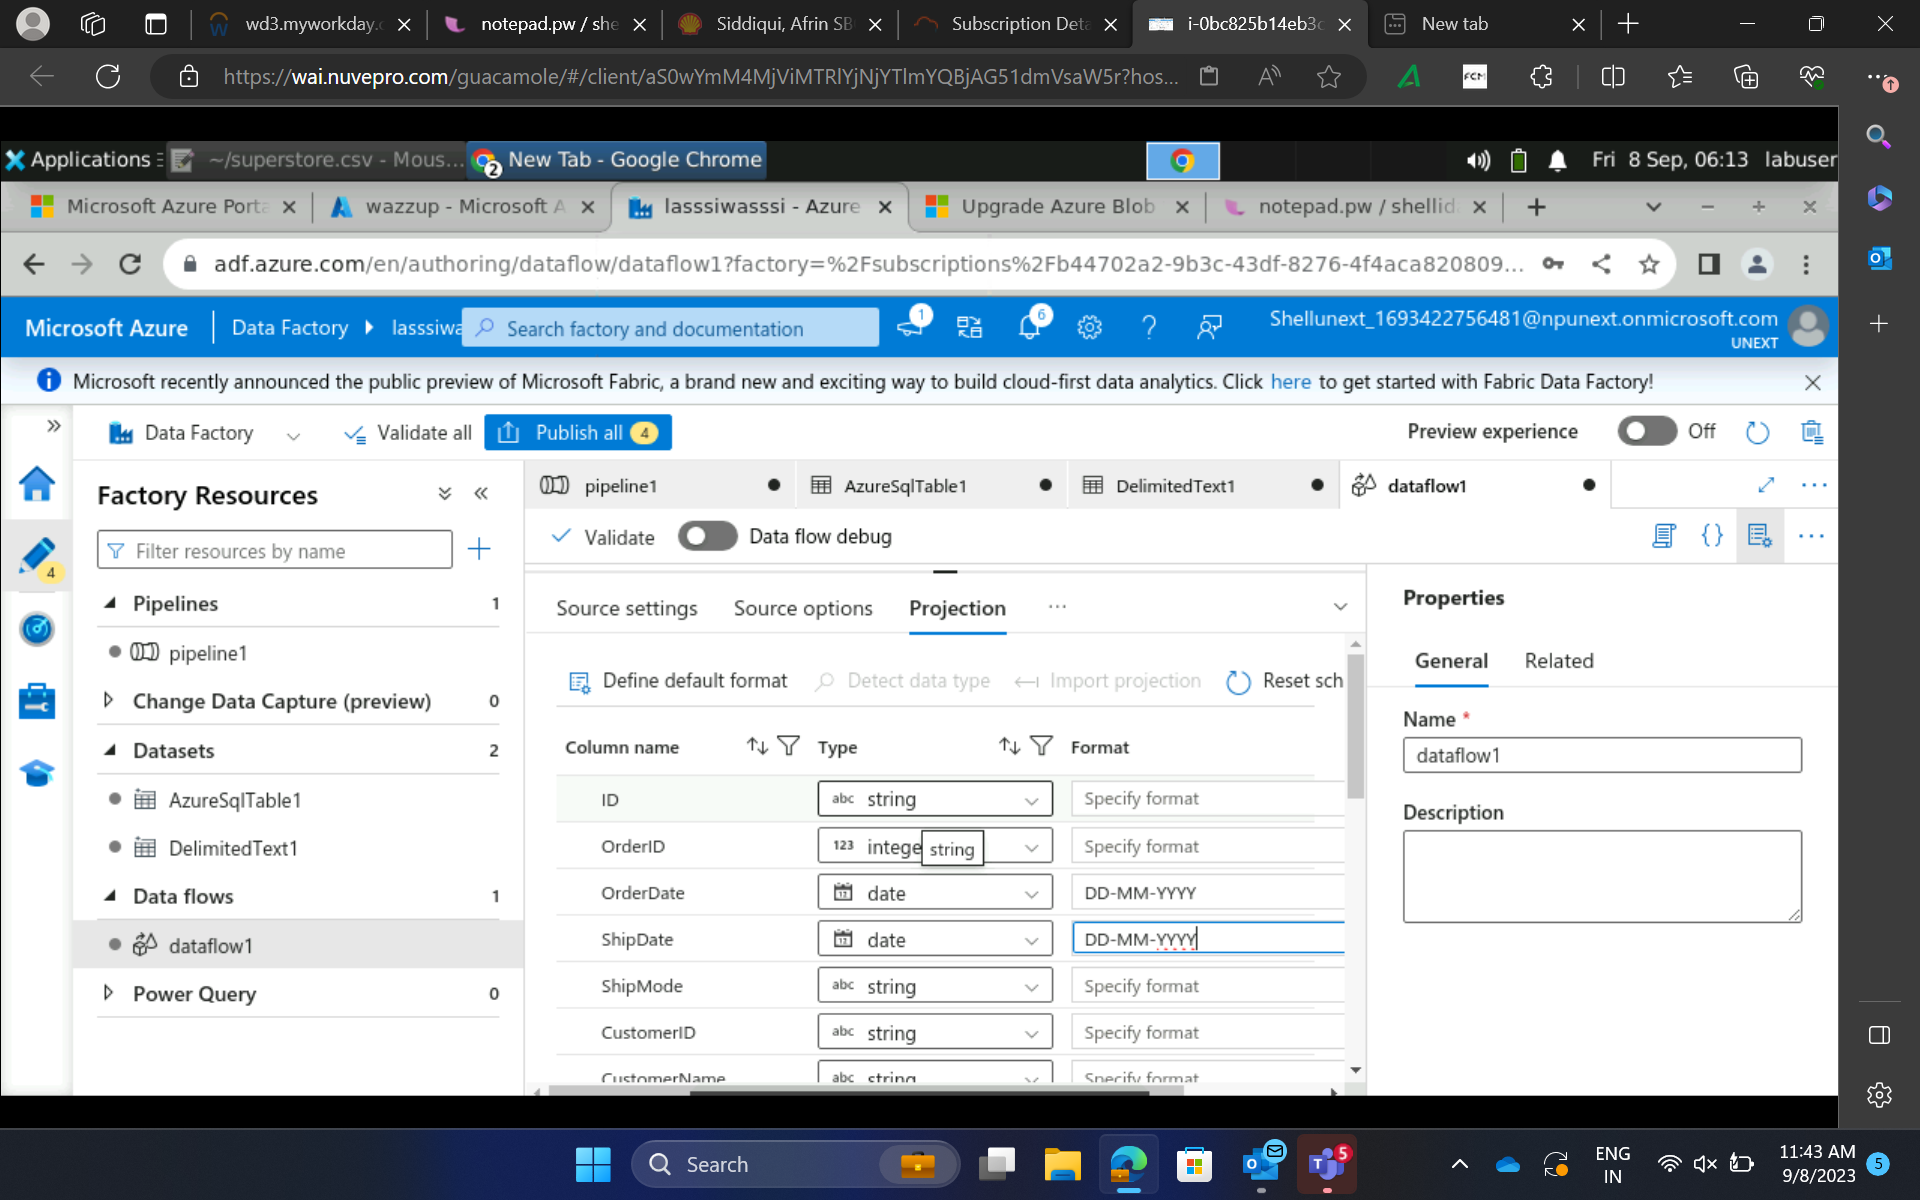 wd3.myworkday.c
notepad.pw / she
Siddiqui, Afrin SB
Subscription Deta
i-0bc825b14eb3c
New tab
https://wai.nuvepro.com/guacamole/#/client/aS0wYmM4MjViMTRlYjNjYTlmYQBjAG51dmVsaW5r?hos...
FCM
Applications
~/superstore.csv - Mous...
2
New Tab - Google Chrome
Fri 8 Sep, 06:13 labuser
Microsoft Azure Porta
wazzup - Microsoft A
lasssiwasssi - Azure
Upgrade Azure Blob
notepad.pw / shellid
adf.azure.com/en/authoring/dataflow/dataflow1?factory=%2Fsubscriptions%2Fb44702a2-9b3c-43df-8276-4f4aca820809...
Microsoft Azure
Data Factory
lasssiwa
Search factory and documentation
1
6
Shellunext_1693422756481@npunext.onmicrosoft.com
UNEXT
Microsoft recently announced the public preview of Microsoft Fabric, a brand new and exciting way to build cloud-first data analytics. Click here to get started with Fabric Data Factory!
Data Factory
Validate all
Publish all 4
Preview experience
Off
4
Factory Resources
Filter resources by name
Pipelines 1
pipeline1
Change Data Capture (preview) 0
Datasets 2
AzureSqlTable1
DelimitedText1
Data flows 1
dataflow1
Power Query 0
pipeline1
AzureSqlTable1
DelimitedText1
dataflow1
Validate
Data flow debug
Source settings
Source options
Projection
Define default format
Detect data type
Import projection
Reset sch
Column name
Type
Format
ID abc string Specify format
OrderID 123 intege Specify format
string
OrderDate date DD-MM-YYYY
ShipDate date DD-MM-YYYY
ShipMode abc string Specify format
CustomerID abc string Specify format
CustomerName abc string Specify format
Properties
General
Related
Name *
dataflow1
Description
Search
5
ENG
IN
11:43 AM
9/8/2023
5